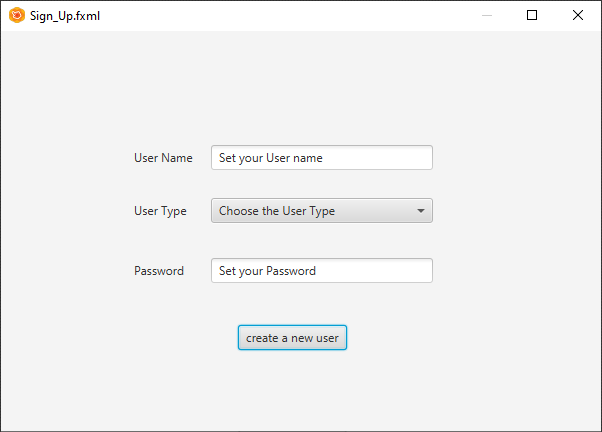 Sign_Up.fxml
User Name Set your User name
User Type Choose the User Type
Password Set your Password
create a new user